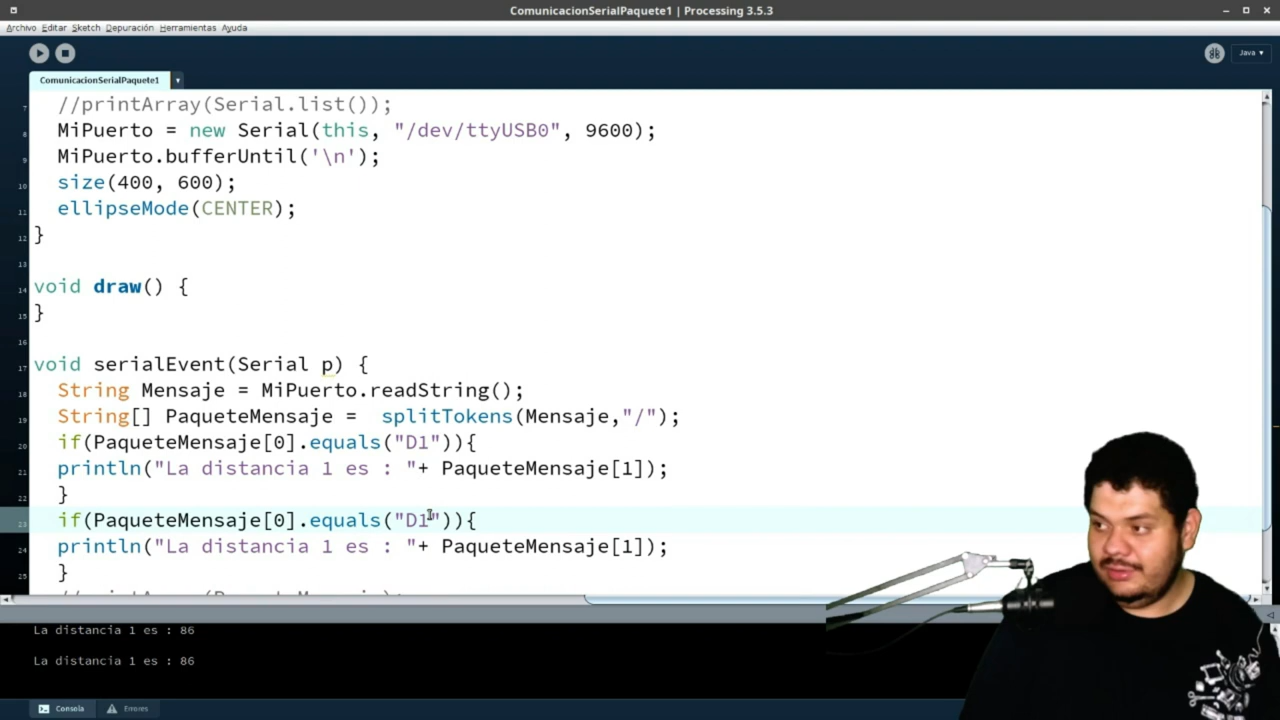 ComunicacionSerialPaquete1 | Processing 3.5.3
Archivo Editar Sketch Depuración Herramientas Ayuda
Java ▾
ComunicacionSerialPaquete1
7 //printArray(Serial.list());
8 MiPuerto = new Serial(this, "/dev/ttyUSB0", 9600);
9 MiPuerto.bufferUntil('\n');
10 size(400, 600);
11 ellipseMode(CENTER);
12 }
13
14 void draw() {
15 }
16
17 void serialEvent(Serial p) {
18 String Mensaje = MiPuerto.readString();
19 String[] PaqueteMensaje = splitTokens(Mensaje,"/");
20 if(PaqueteMensaje[0].equals("D1")){
21 println("La distancia 1 es : "+ PaqueteMensaje[1]);
22 }
23 if(PaqueteMensaje[0].equals("D1")){
24 println("La distancia 1 es : "+ PaqueteMensaje[1]);
25 }
La distancia 1 es : 86
La distancia 1 es : 86
Consola Errores